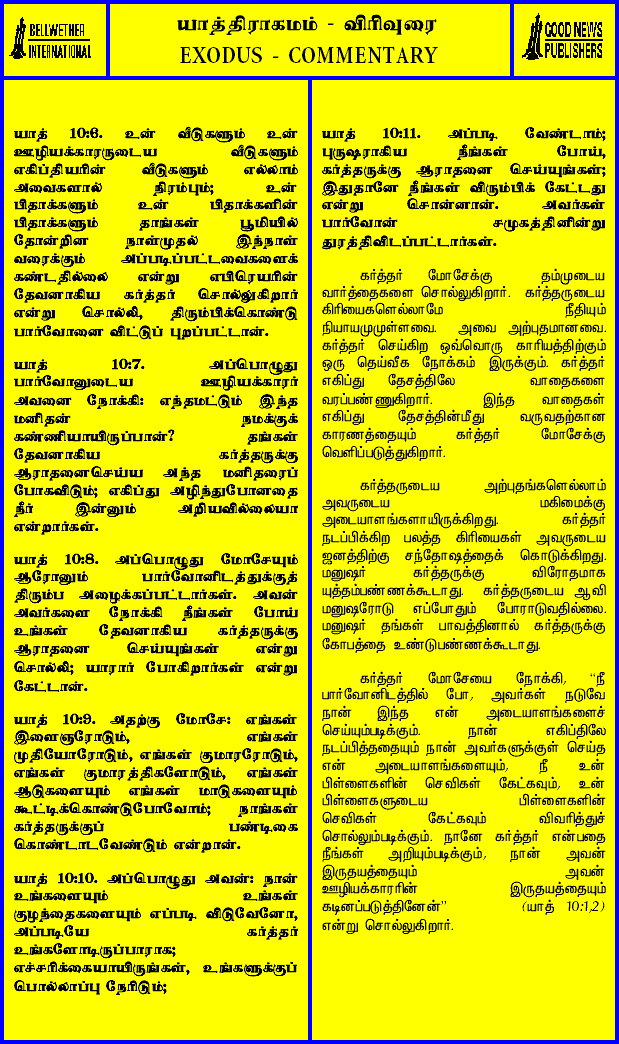 BELLWETHER
INTERNATIONAL
யாத்திராகமம் - விரிவுரை
EXODUS - COMMENTARY
GOOD NEWS
PUBLISHERS
யாத் 10:6. உன் வீடுகளும் உன்
ஊழியக்காரருடைய வீடுகளும்
எகிப்தியரின் வீடுகளும் எல்லாம்
அவைகளால் நிரம்பும்; உன்
பிதாக்களும் உன் பிதாக்களின்
பிதாக்களும் தாங்கள் பூமியில்
தோன்றின நாள்முதல் இந்நாள்
வரைக்கும் அப்படிப்பட்டவைகளைக்
கண்டதில்லை என்று எபிரெயரின்
தேவனாகிய கர்த்தர் சொல்லுகிறார்
என்று சொல்லி, திரும்பிக்கொண்டு
பார்வோனை விட்டுப் புறப்பட்டான்.
யாத் 10:7. அப்பொழுது
பார்வோனுடைய ஊழியக்காரர்
அவனை நோக்கி: எந்தமட்டும் இந்த
மனிதன் நமக்குக்
கண்ணியாயிருப்பான்? தங்கள்
தேவனாகிய கர்த்தருக்கு
ஆராதனைசெய்ய அந்த மனிதரைப்
போகவிடும்; எகிப்து அழிந்துபோனதை
நீர் இன்னும் அறியவில்லையா
என்றார்கள்.
யாத் 10:8. அப்பொழுது மோசேயும்
ஆரோனும் பார்வோனிடத்துக்குத்
திரும்ப அழைக்கப்பட்டார்கள். அவன்
அவர்களை நோக்கி நீங்கள் போய்
உங்கள் தேவனாகிய கர்த்தருக்கு
ஆராதனை செய்யுங்கள் என்று
சொல்லி; யாரார் போகிறார்கள் என்று
கேட்டான்.
யாத் 10:9. அதற்கு மோசே: எங்கள்
இளைஞரோடும், எங்கள்
முதியோரோடும், எங்கள் குமாரரோடும்,
எங்கள் குமாரத்திகளோடும், எங்கள்
ஆடுகளையும் எங்கள் மாடுகளையும்
கூட்டிக்கொண்டுபோவோம்; நாங்கள்
கர்த்தருக்குப் பண்டிகை
கொண்டாடவேண்டும் என்றான்.
யாத் 10:10. அப்பொழுது அவன்: நான்
உங்களையும் உங்கள்
குழந்தைகளையும் எப்படி விடுவேனோ,
அப்படியே கர்த்தர்
உங்களோடிருப்பாராக;
எச்சரிக்கையாயிருங்கள், உங்களுக்குப்
பொல்லாப்பு நேரிடும்;
யாத் 10:11. அப்படி வேண்டாம்;
புருஷராகிய நீங்கள் போய்,
கர்த்தருக்கு ஆராதனை செய்யுங்கள்;
இதுதானே நீங்கள் விரும்பிக் கேட்டது
என்று சொன்னான். அவர்கள்
பார்வோன் சமுகத்தினின்று
துரத்திவிடப்பட்டார்கள்.
கர்த்தர் மோசேக்கு தம்முடைய
வார்த்தைகளை சொல்லுகிறார். கர்த்தருடைய
கிரியைகளெல்லாமே நீதியும்
நியாயமுமுள்ளவை. அவை அற்புதமானவை.
கர்த்தர் செய்கிற ஒவ்வொரு காரியத்திற்கும்
ஒரு தெய்வீக நோக்கம் இருக்கும். கர்த்தர்
எகிப்து தேசத்திலே வாதைகளை
வரப்பண்ணுகிறார். இந்த வாதைகள்
எகிப்து தேசத்தின்மீது வருவதற்கான
காரணத்தையும் கர்த்தர் மோசேக்கு
வெளிப்படுத்துகிறார்.
கர்த்தருடைய அற்புதங்களெல்லாம்
அவருடைய மகிமைக்கு
அடையாளங்களாயிருக்கிறது. கர்த்தர்
நடப்பிக்கிற பலத்த கிரியைகள் அவருடைய
ஜனத்திற்கு சந்தோஷத்தைக் கொடுக்கிறது.
மனுஷர் கர்த்தருக்கு விரோதமாக
யுத்தம்பண்ணக்கூடாது. கர்த்தருடைய ஆவி
மனுஷரோடு எப்போதும் போராடுவதில்லை.
மனுஷர் தங்கள் பாவத்தினால் கர்த்தருக்கு
கோபத்தை உண்டுபண்ணக்கூடாது.
கர்த்தர் மோசேயை நோக்கி, "நீ
பார்வோனிடத்தில் போ, அவர்கள் நடுவே
நான் இந்த என் அடையாளங்களைச்
செய்யும்படிக்கும். நான் எகிப்திலே
நடப்பித்ததையும் நான் அவர்களுக்குள் செய்த
என் அடையாளங்களையும், நீ உன்
பிள்ளைகளின் செவிகள் கேட்கவும், உன்
பிள்ளைகளுடைய பிள்ளைகளின்
செவிகள் கேட்கவும் விவரித்துச்
சொல்லும்படிக்கும். நானே கர்த்தர் என்பதை
நீங்கள் அறியும்படிக்கும், நான் அவன்
இருதயத்தையும் அவன்
ஊழியக்காரரின் இருதயத்தையும்
கடினப்படுத்தினேன்" (யாத் 10:1,2)
என்று சொல்லுகிறார்.